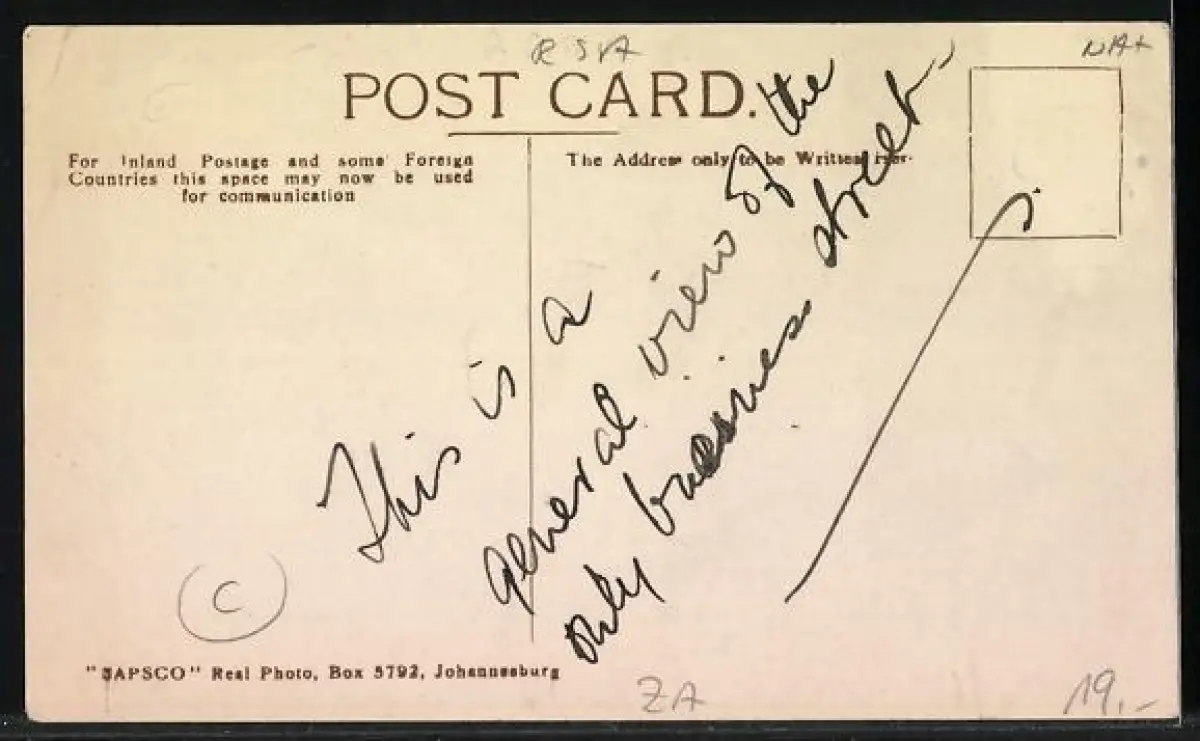 RSA
NAT
POST CARD.
For Inland Postage and some Foreign
Countries this space may now be used
for communication
The Address only to be Written Here.
This is a
general view of the
only business street
C
"SAPSCO" Real Photo, Box 5792, Johannesburg
ZA
19.-